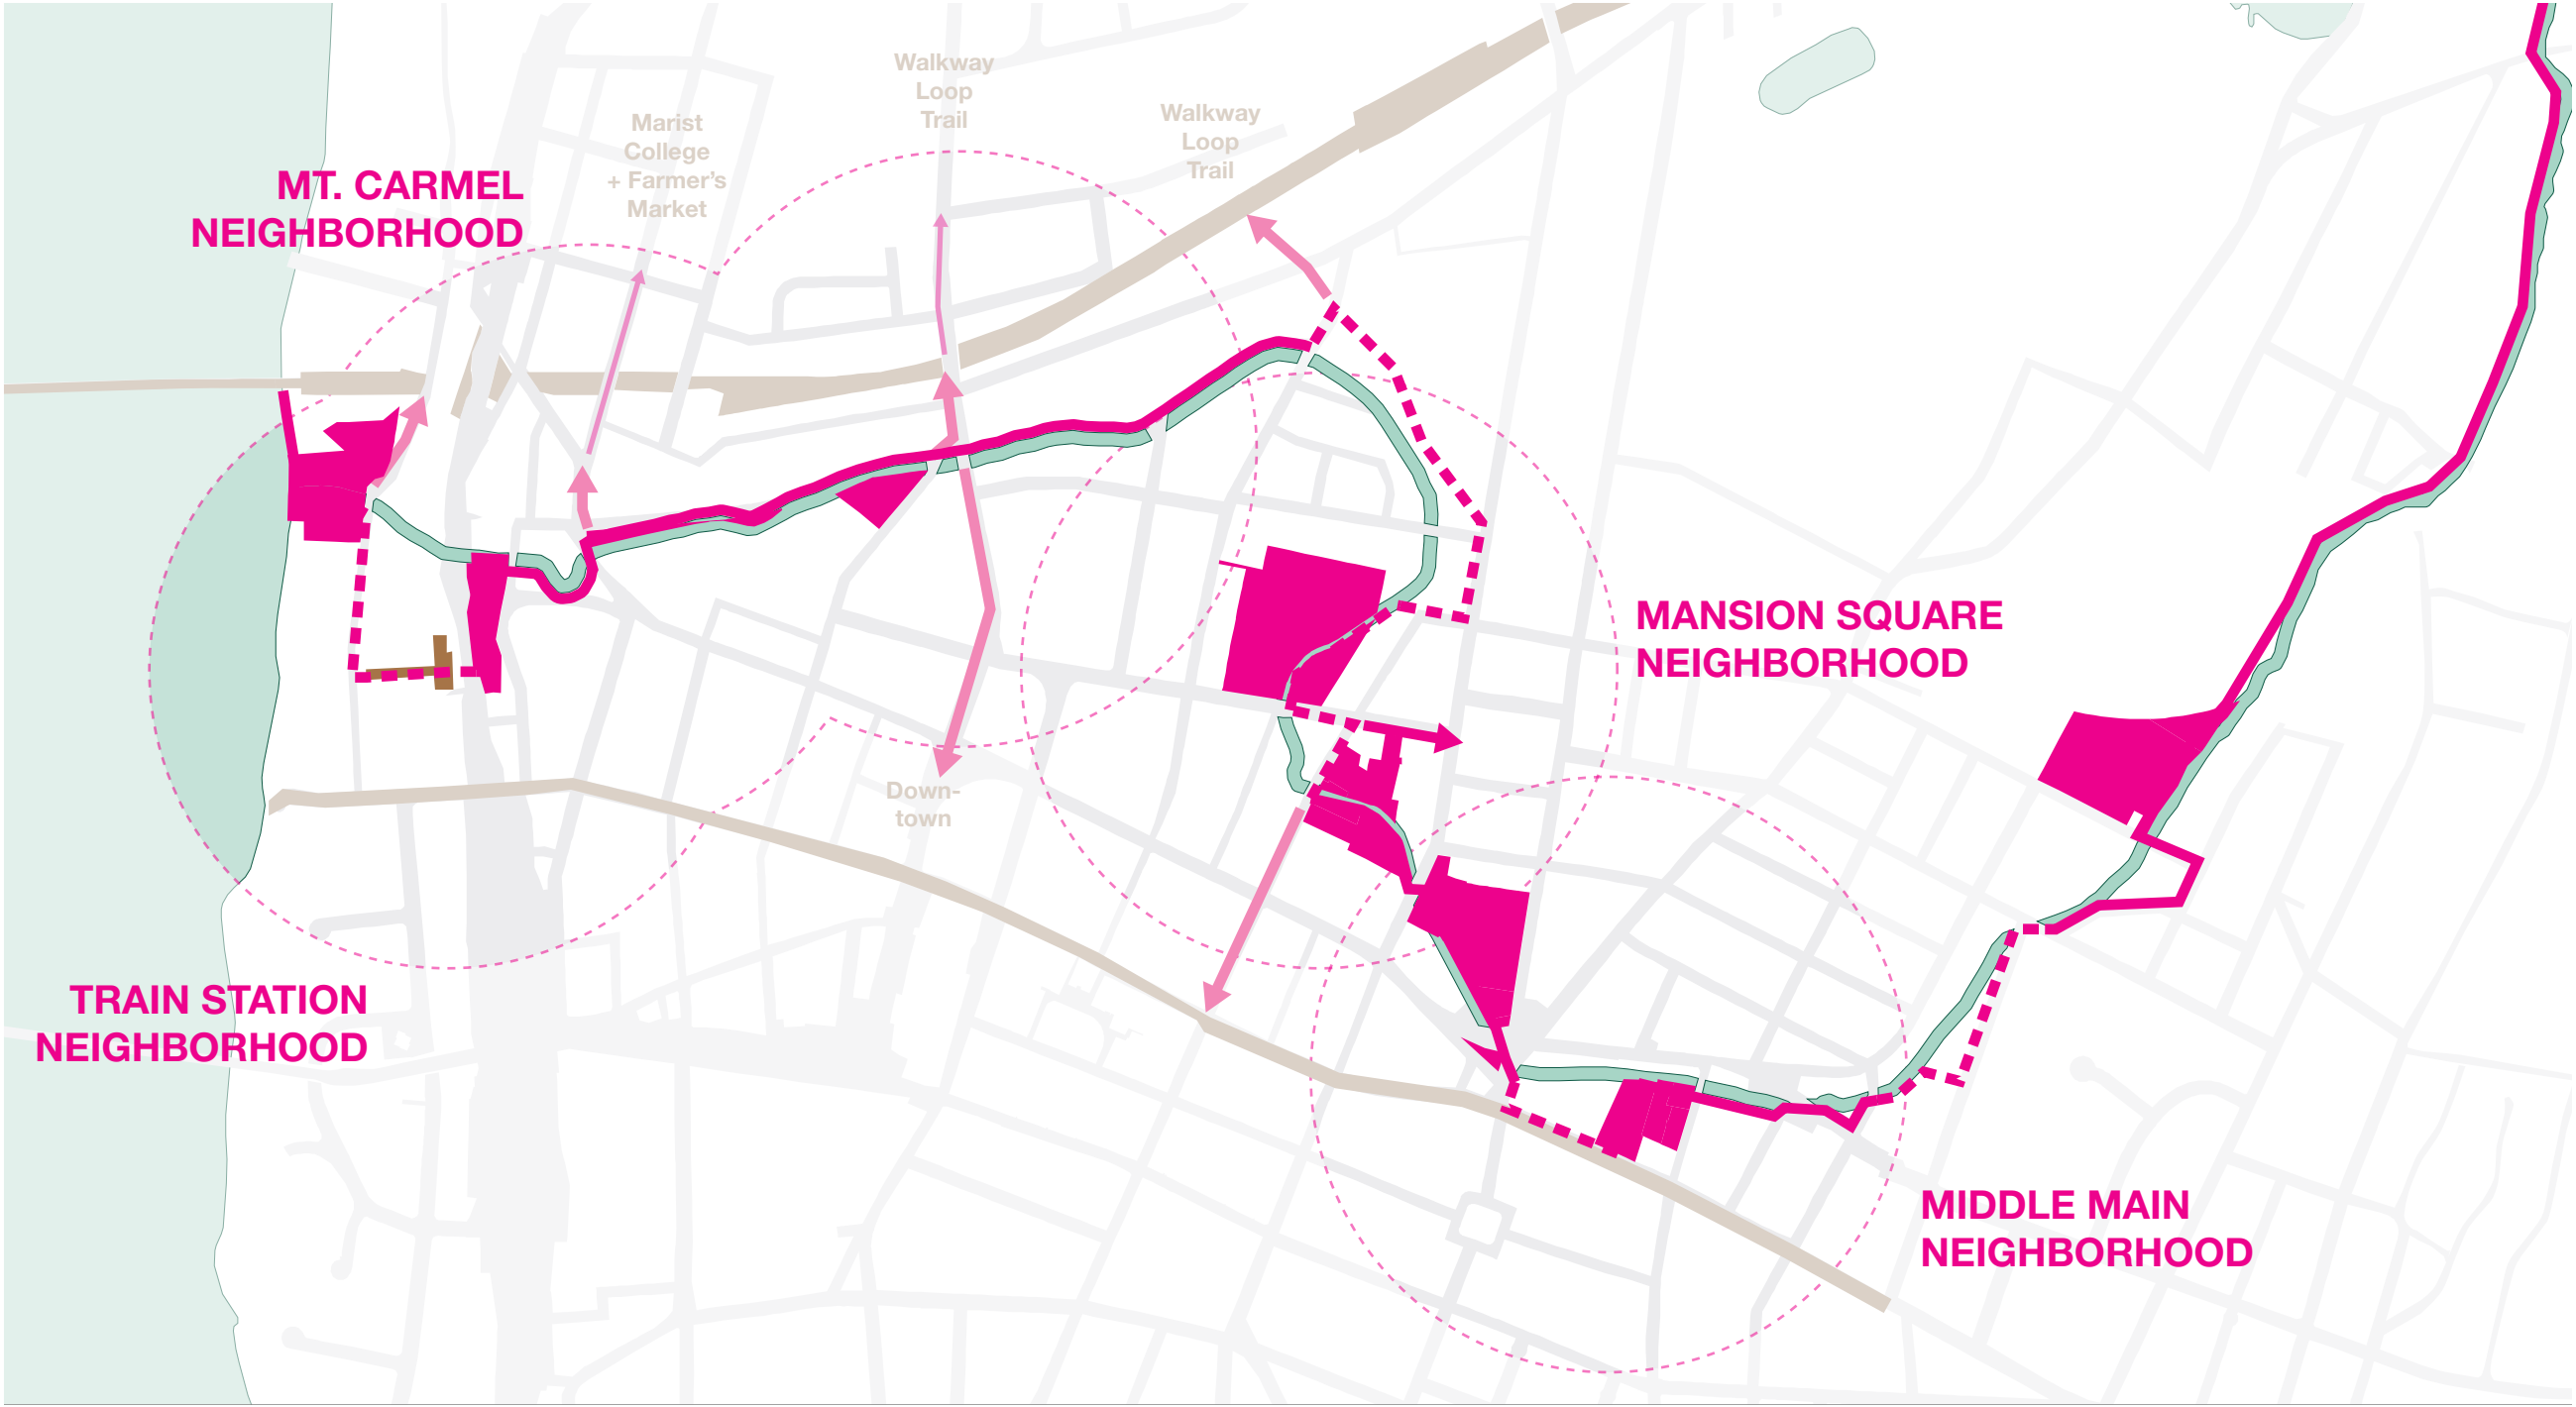 Walkway
Loop
Trail
Walkway
Loop
Trail
Marist
College
+ Farmer's
Market
MT. CARMEL
NEIGHBORHOOD
MANSION SQUARE
NEIGHBORHOOD
Down-
town
TRAIN STATION
NEIGHBORHOOD
MIDDLE MAIN
NEIGHBORHOOD